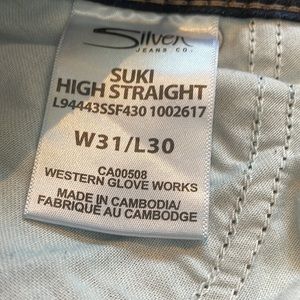 Silver
JEANS CO.
SUKI
HIGH STRAIGHT
L94443SSF430 1002617
W31/L30
CA00508
WESTERN GLOVE WORKS
MADE IN CAMBODIA/
FABRIQUÉ AU CAMBODGE